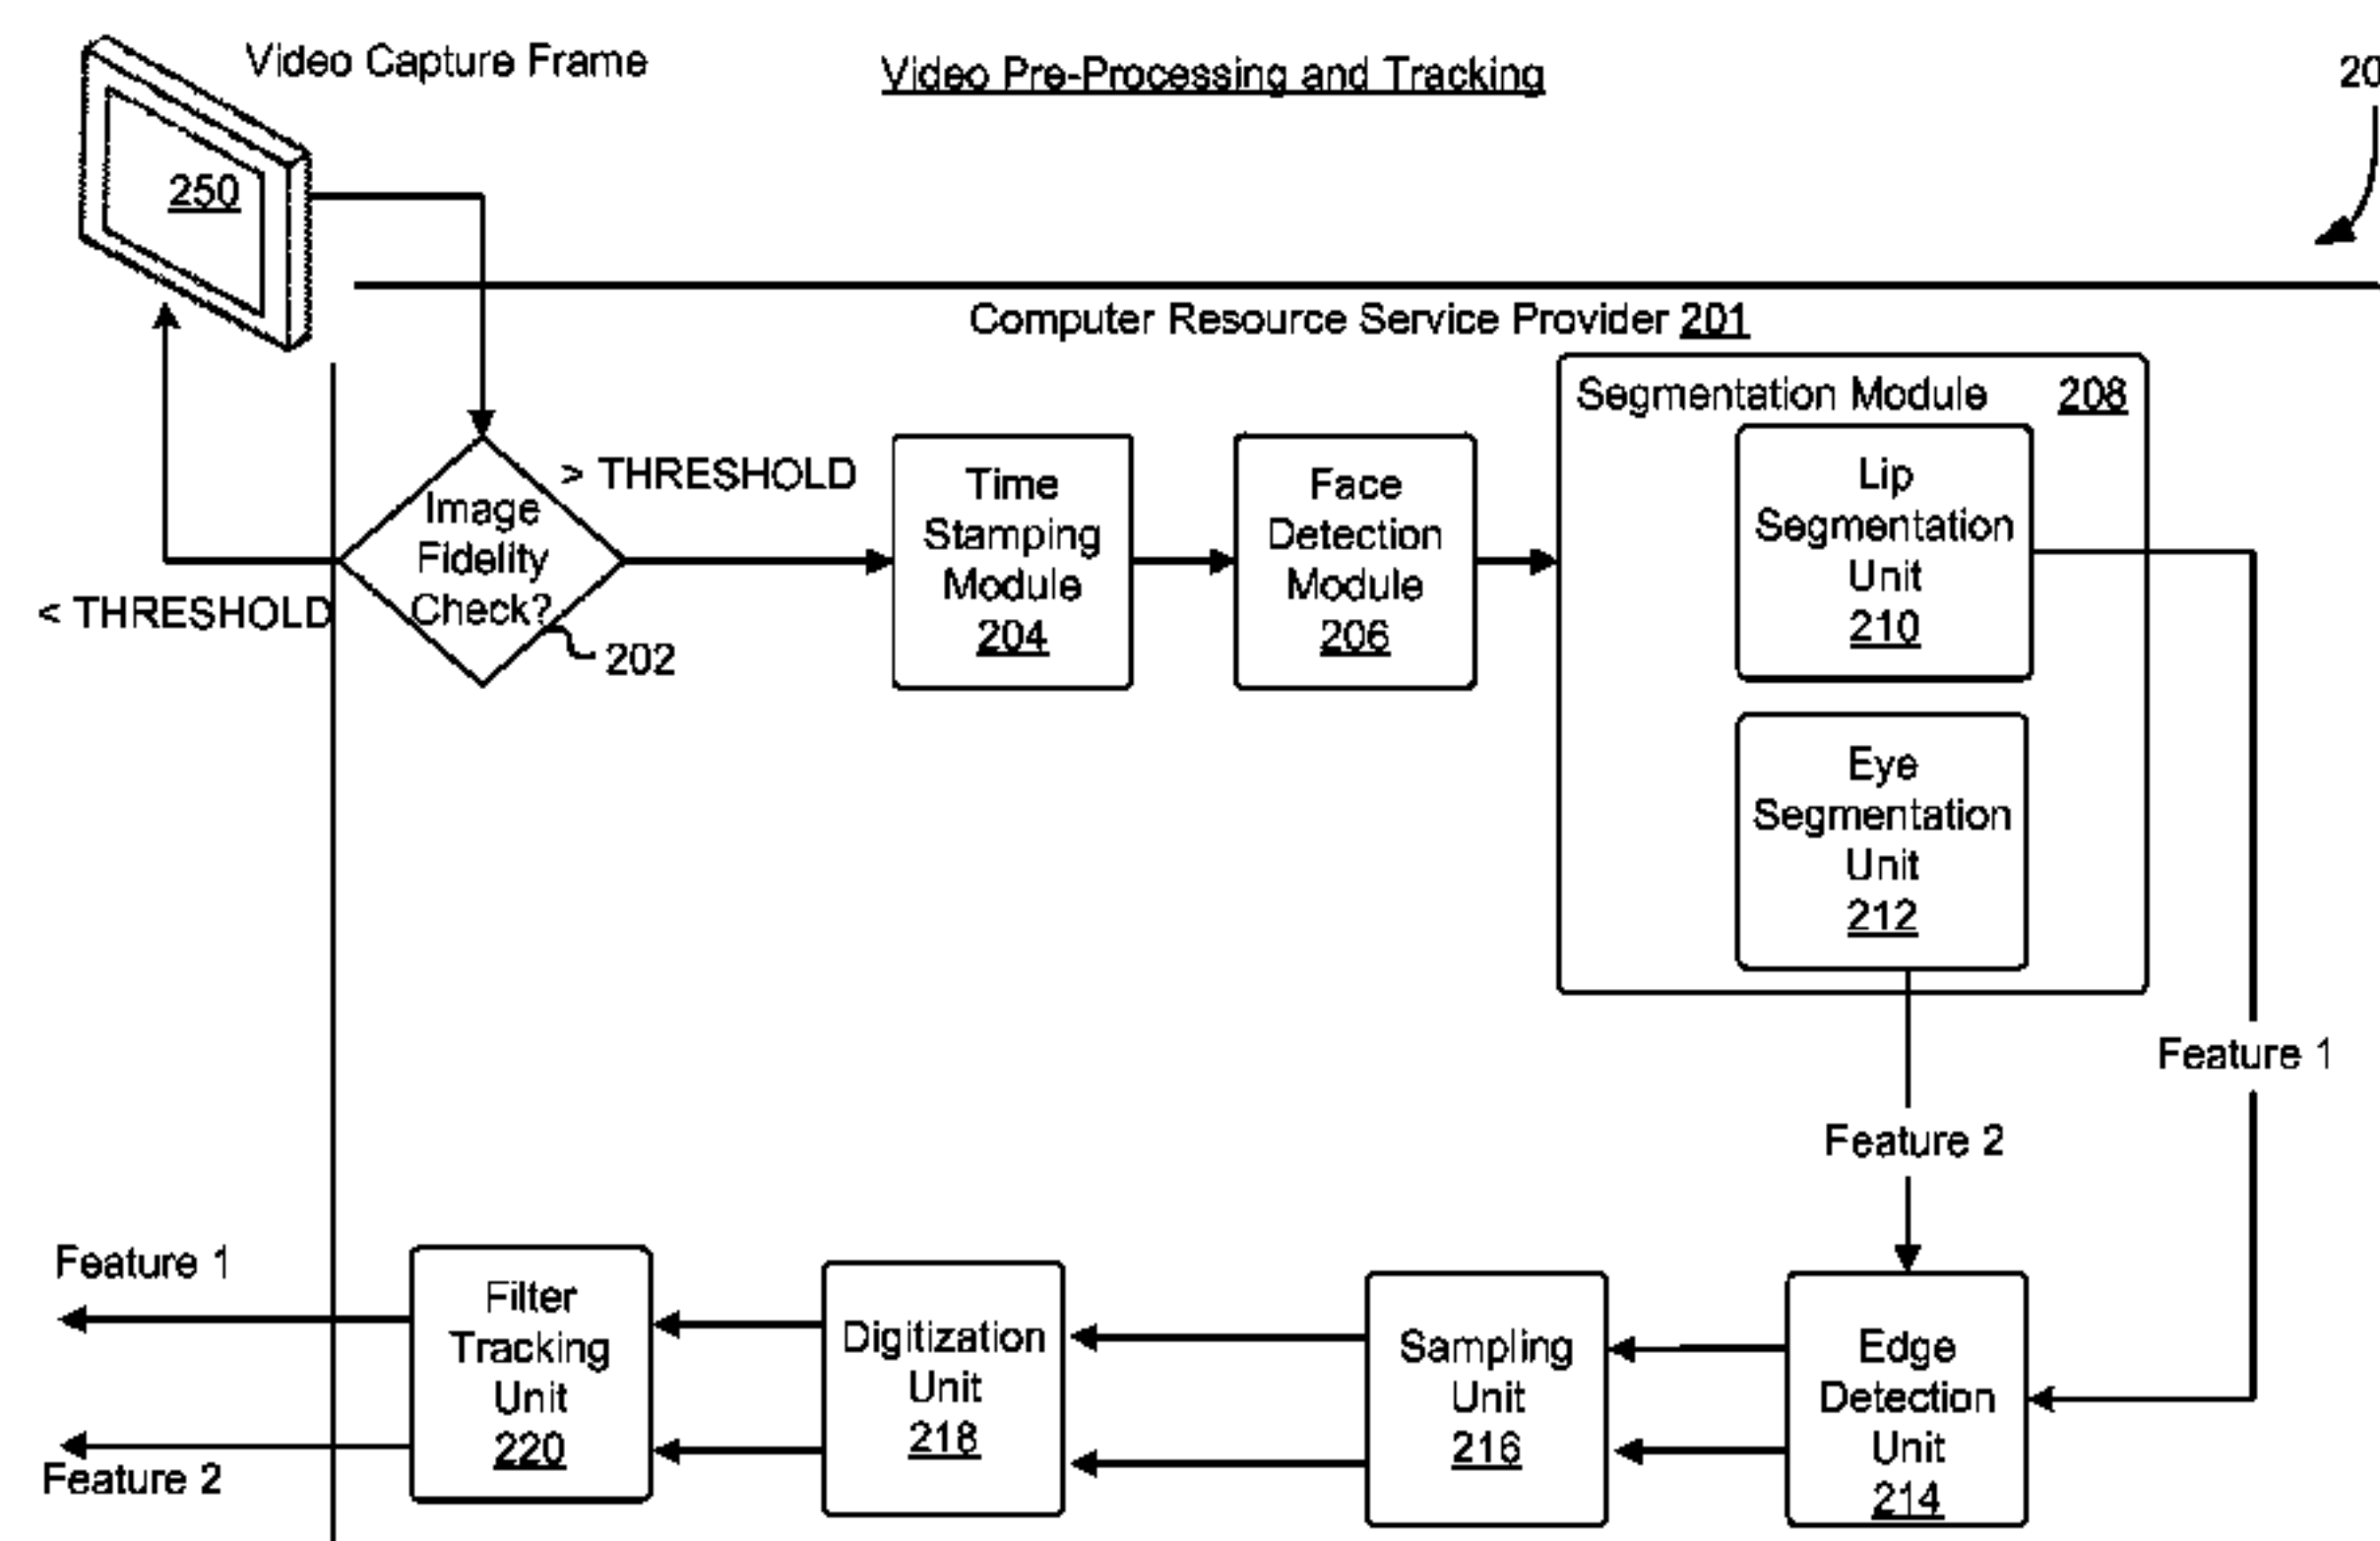 Video Capture Frame
Video Pre-Processing and Tracking
20
250
Computer Resource Service Provider 201
Segmentation Module 208
> THRESHOLD
< THRESHOLD
Image
Fidelity
Check?
202
Time
Stamping
Module
204
Face
Detection
Module
206
Lip
Segmentation
Unit
210
Eye
Segmentation
Unit
212
Feature 1
Feature 2
Feature 1
Feature 2
Filter
Tracking
Unit
220
Digitization
Unit
218
Sampling
Unit
216
Edge
Detection
Unit
214